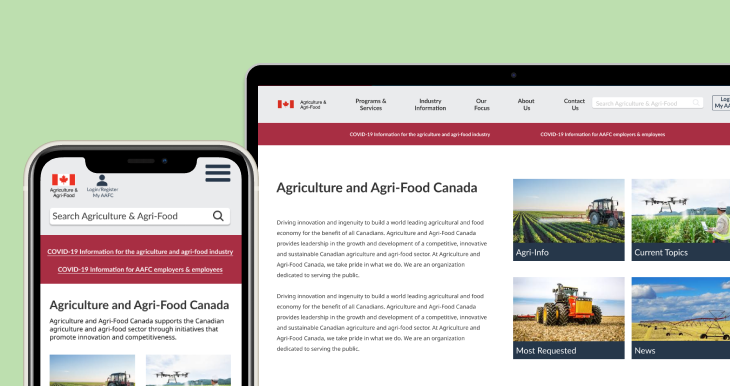 Agriculture &
Agri-Food
Programs &
Services
Industry
Information
Our
Focus
About
Us
Contact
Us
Search Agriculture & Agri-Food
Log
My AA
COVID-19 Information for the agriculture and agri-food industry
COVID-19 Information for AAFC employers & employees
Agriculture and Agri-Food Canada
Driving innovation and ingenuity to build a world leading agricultural and food
economy for the benefit of all Canadians. Agriculture and Agri-Food Canada
provides leadership in the growth and development of a competitive, innovative
and sustainable Canadian agriculture and agri-food sector. At Agriculture and
Agri-Food Canada, we take pride in what we do. We are an organization
dedicated to serving the public.
Driving innovation and ingenuity to build a world leading agricultural and food
economy for the benefit of all Canadians. Agriculture and Agri-Food Canada
provides leadership in the growth and development of a competitive, innovative
and sustainable Canadian agriculture and agri-food sector. At Agriculture and
Agri-Food Canada, we take pride in what we do. We are an organization
dedicated to serving the public.
Agri-Info
Current Topics
Most Requested
News
Agriculture &
Agri-Food
Login/Register
My AAFC
Search Agriculture & Agri-Food
COVID-19 Information for the agriculture and agri-food industry
COVID-19 Information for AAFC employers & employees
Agriculture and Agri-Food Canada
Agriculture and Agri-Food Canada supports the Canadian
agriculture and agri-food sector through initiatives that
promote innovation and competitiveness.